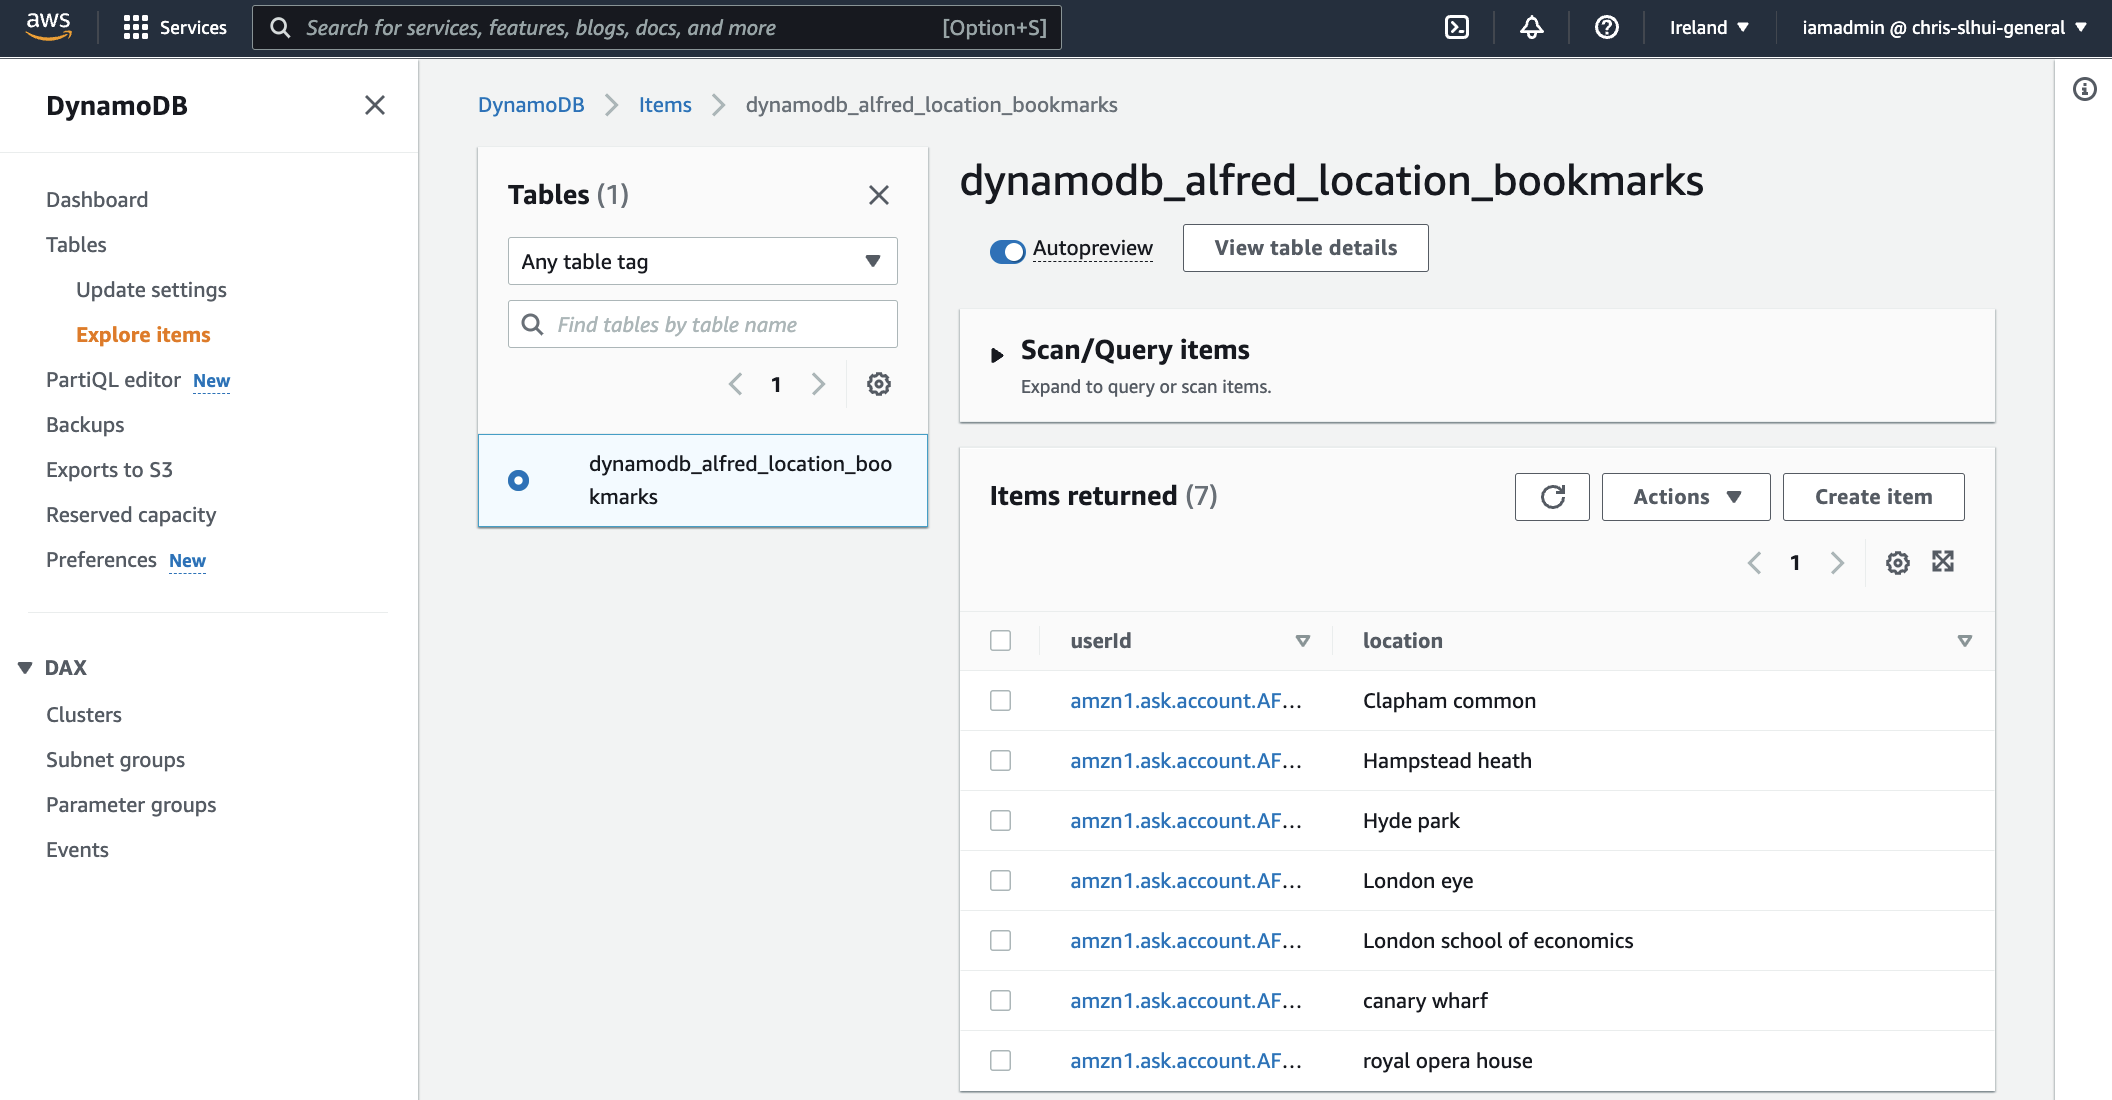 aws
Services
Search for services, features, blogs, docs, and more
[Option+S]
Ireland ▼
iamadmin @ chris-slhui-general ▼
DynamoDB
Dashboard
Tables
Update settings
Explore items
PartiQL editor New
Backups
Exports to S3
Reserved capacity
Preferences New
DAX
Clusters
Subnet groups
Parameter groups
Events
DynamoDB > Items > dynamodb_alfred_location_bookmarks
Tables (1)
Any table tag
Find tables by table name
1
dynamodb_alfred_location_boo
kmarks
dynamodb_alfred_location_bookmarks
Autopreview
View table details
Scan/Query items
Expand to query or scan items.
Items returned (7)
Actions
Create item
1
userId location
amzn1.ask.account.AF... Clapham common
amzn1.ask.account.AF... Hampstead heath
amzn1.ask.account.AF... Hyde park
amzn1.ask.account.AF... London eye
amzn1.ask.account.AF... London school of economics
amzn1.ask.account.AF... canary wharf
amzn1.ask.account.AF... royal opera house